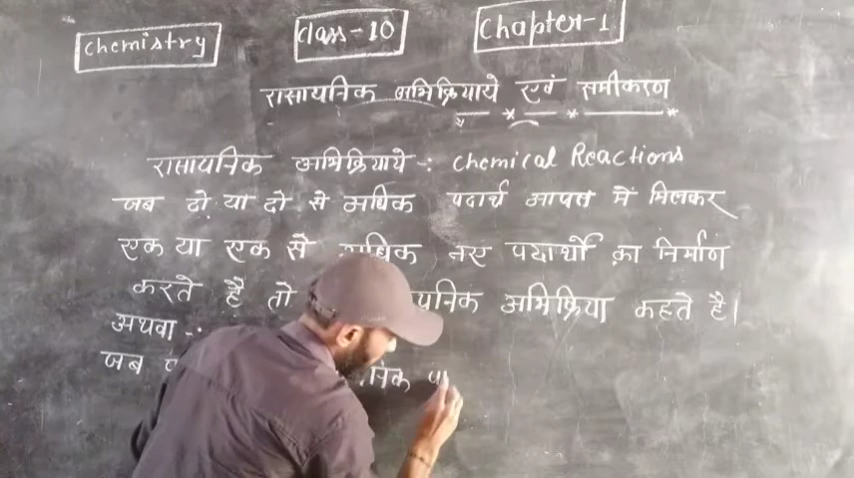 Chemistry Class-10 Chapter-1
रासायनिक अभिक्रियाये एवं समीकरण
रासायनिक अभिक्रियाये : Chemical Reactions
जब दो या दो से अधिक पदार्थ आपस में मिलकर
एक या एक से अधिक नए पदार्थो का निर्माण
करते है तो अभिक्रिया कहते है।
अथवा -:
जब